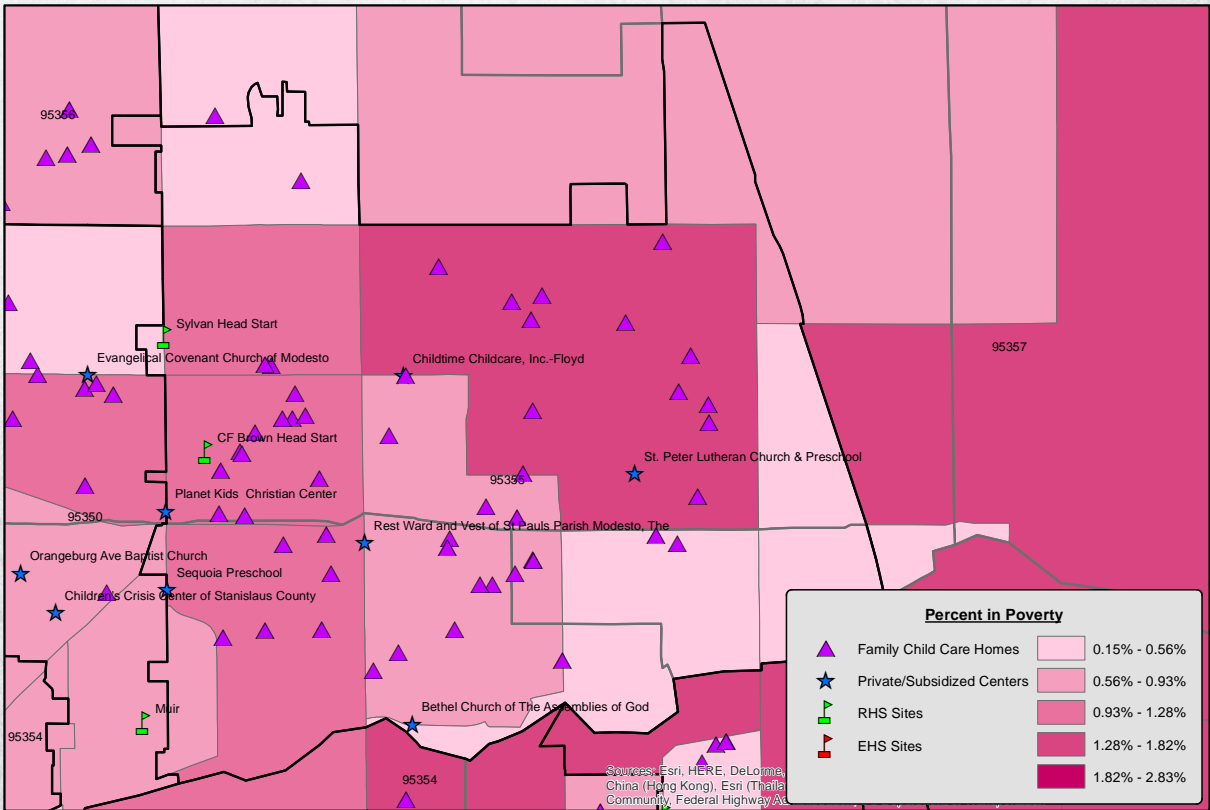 95356
Sylvan Head Start
Evangelical Covenant Church of Modesto
Childtime Childcare, Inc.-Floyd
95357
CF Brown Head Start
St. Peter Lutheran Church & Preschool
95355
Planet Kids Christian Center
95350
Rest Ward and Vest of St Pauls Parish Modesto, The
Orangeburg Ave Baptist Church
Sequoia Preschool
Children's Crisis Center of Stanislaus County
Muir
Bethel Church of The Assemblies of God
95354
95354
Percent in Poverty
Family Child Care Homes
0.15% - 0.56%
Private/Subsidized Centers
0.56% - 0.93%
RHS Sites
0.93% - 1.28%
EHS Sites
1.28% - 1.82%
1.82% - 2.83%
Sources: Esri, HERE, DeLorme,
China (Hong Kong), Esri (Thaila
Community, Federal Highway Ad